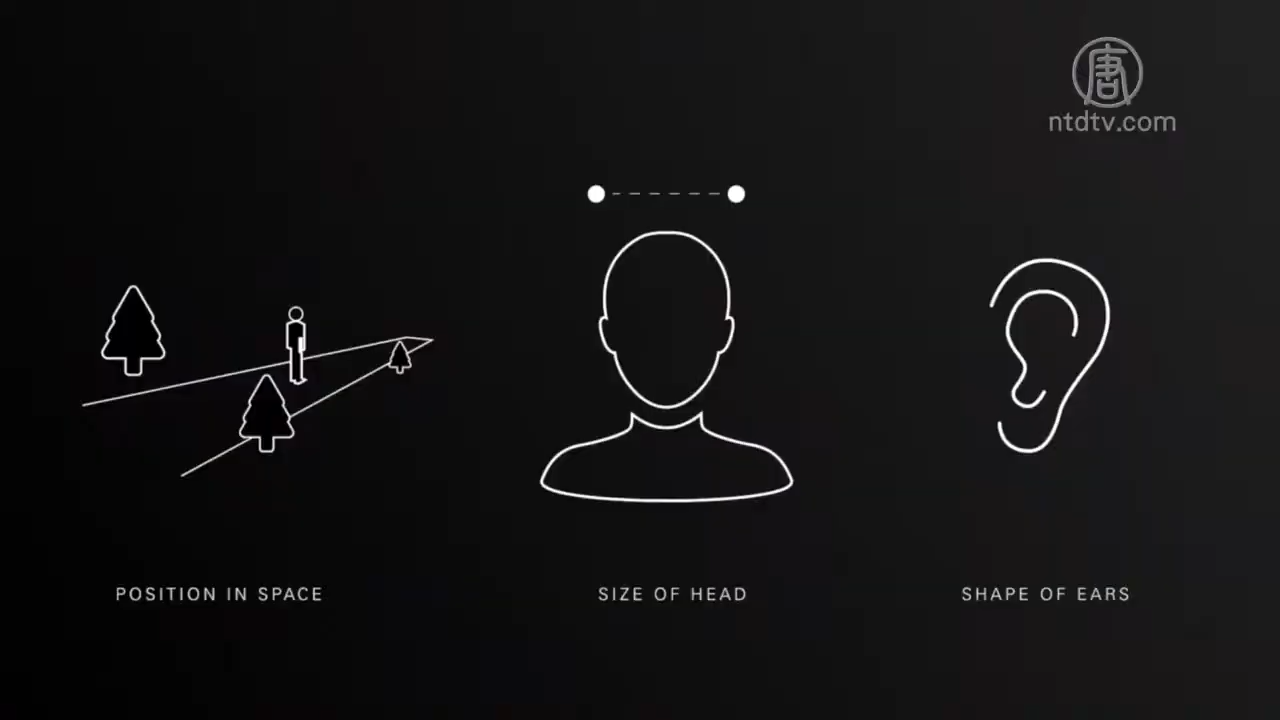 唐
ntdtv.com
POSITION IN SPACE
SIZE OF HEAD
SHAPE OF EARS